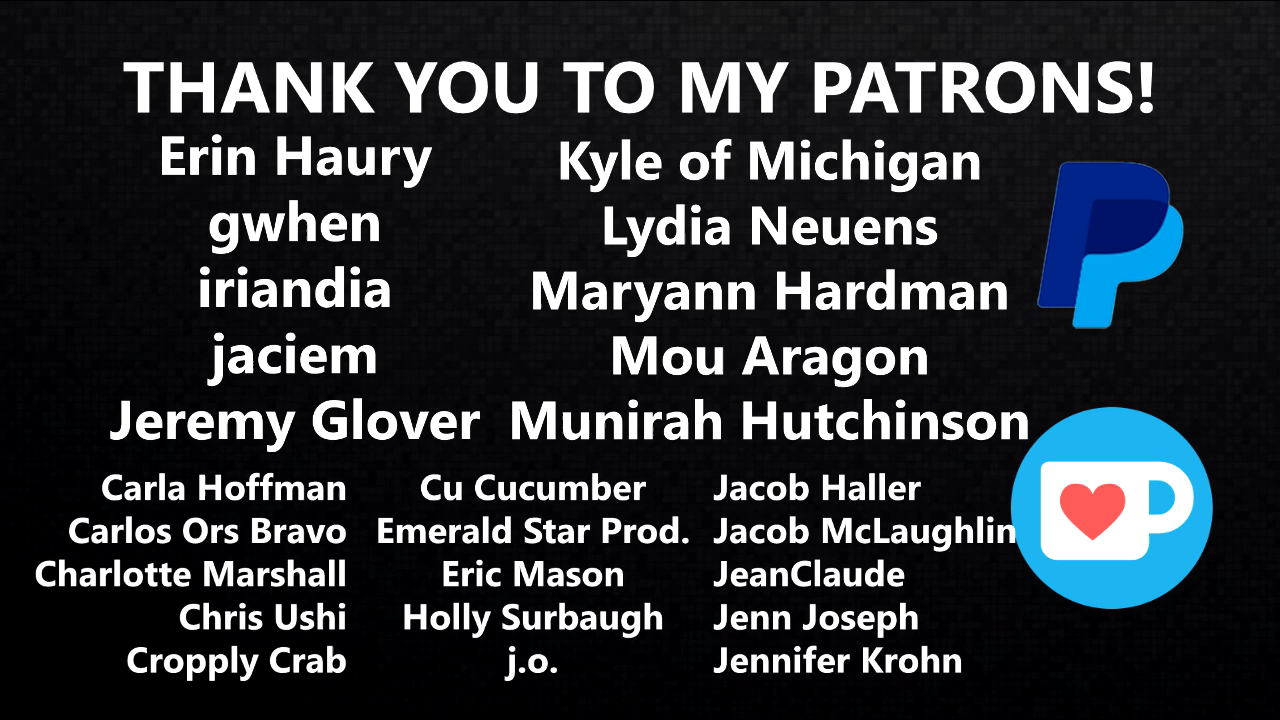 THANK YOU TO MY PATRONS!
Erin Haury
gwhen
iriandia
jaciem
Jeremy Glover
Kyle of Michigan
Lydia Neuens
Maryann Hardman
Mou Aragon
Munirah Hutchinson
Carla Hoffman
Carlos Ors Bravo
Charlotte Marshall
Chris Ushi
Cropply Crab
Cu Cucumber
Emerald Star Prod.
Eric Mason
Holly Surbaugh
j.o.
Jacob Haller
Jacob McLaughlin
JeanClaude
Jenn Joseph
Jennifer Krohn